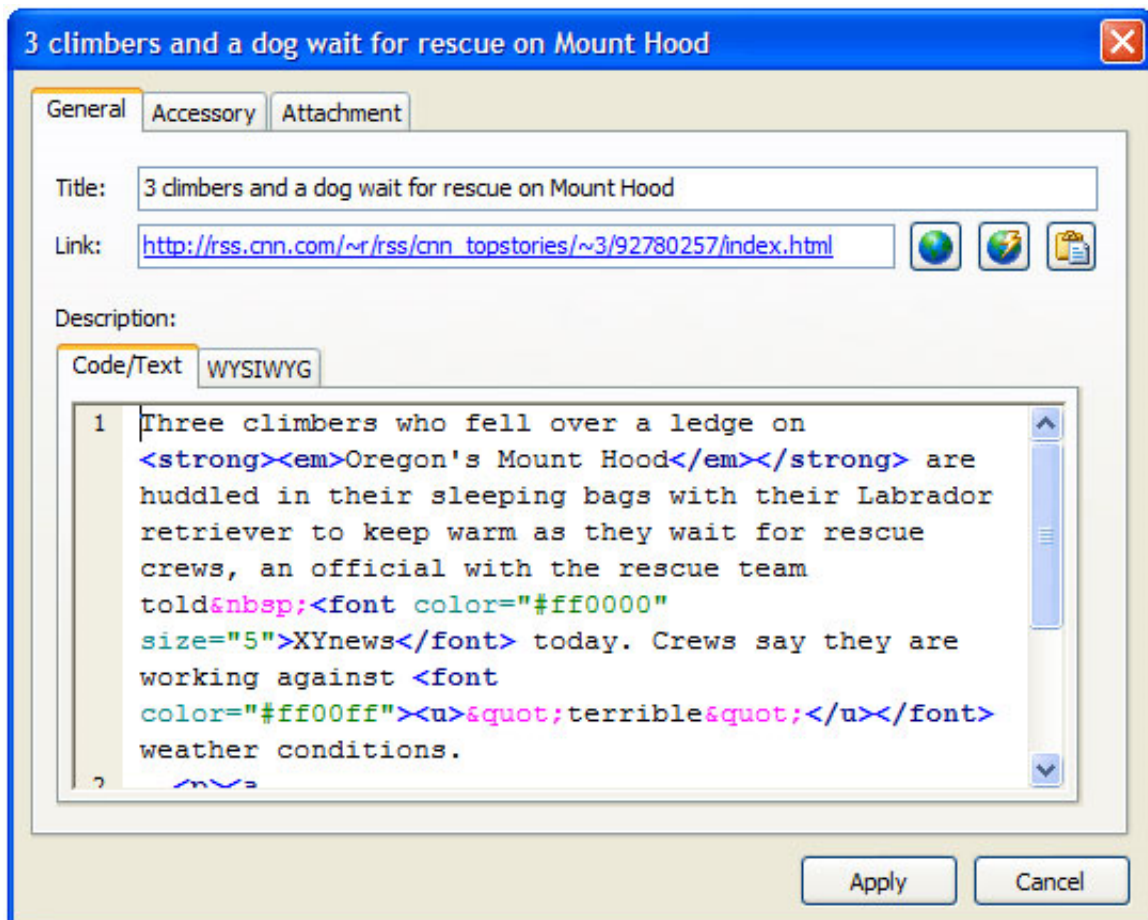 3 climbers and a dog wait for rescue on Mount Hood
General Accessory Attachment
Title: 3 climbers and a dog wait for rescue on Mount Hood
Link: http://rss.cnn.com/~r/rss/cnn_topstories/~3/92780257/index.html
Description:
Code/Text WYSIWYG
1 Three climbers who fell over a ledge on
<strong><em>Oregon's Mount Hood</em></strong> are
huddled in their sleeping bags with their Labrador
retriever to keep warm as they wait for rescue
crews, an official with the rescue team
told&nbsp;<font color="#ff0000"
size="5">XYnews</font> today. Crews say they are
working against <font
color="#ff00ff"><u>&quot;terrible&quot;</u></font>
weather conditions.
2 <p><a
Apply Cancel